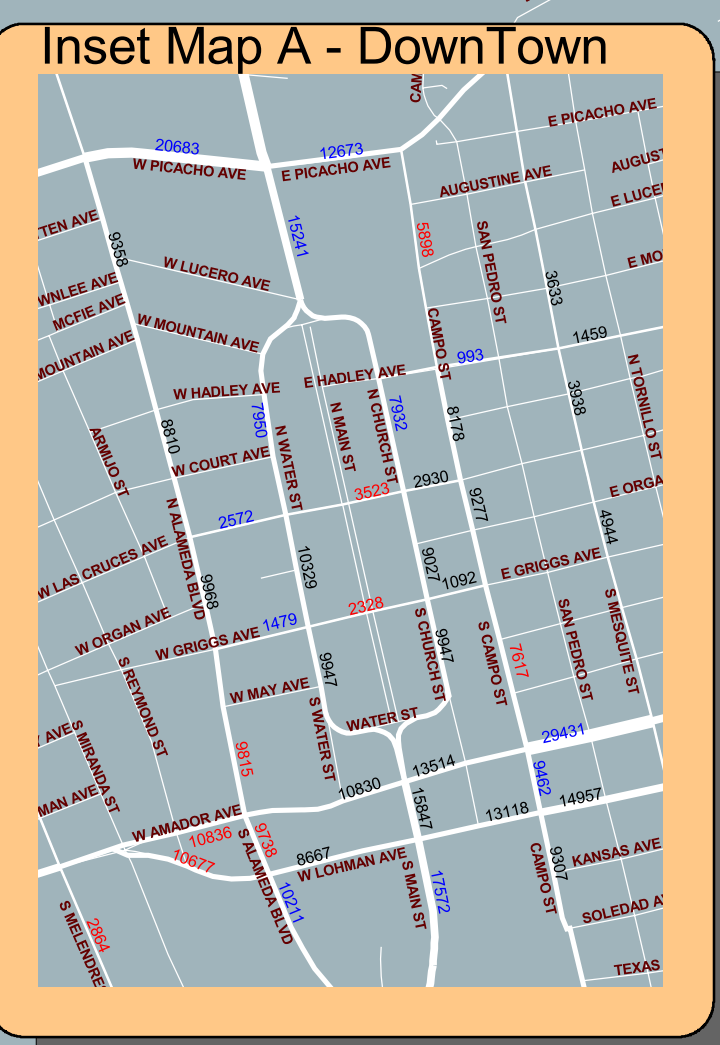 Inset Map A - DownTown
CAM
E PICACHO AVE
20683
W PICACHO AVE
12673
E PICACHO AVE
AUGUST
AUGUSTINE AVE
E LUCE
TTEN AVE
9358
15241
5898
SAN PEDRO ST
E MO
WNLEE AVE
W LUCERO AVE
3633
MCFIE AVE
W MOUNTAIN AVE
CAMPO ST
1459
MOUNTAIN AVE
993
E HADLEY AVE
W HADLEY AVE
N TORNILLO ST
3938
7950
N MAIN ST
N CHURCH ST
7932
8178
8810
ARMIJO ST
N WATER ST
W COURT AVE
2930
3523
E ORGA
9277
2572
N ALAMEDA BLVD
4944
W LAS CRUCES AVE
10329
9027
1092
E GRIGGS AVE
9968
2328
W ORGAN AVE
1479
W GRIGGS AVE
S CHURCH ST
9947
S CAMPO ST
7617
SAN PEDRO ST
S MESQUITE ST
S REYMOND ST
9947
W MAY AVE
S WATER ST
WATER ST
Y AVE
S MIRANDA ST
9815
29431
13514
9462
10830
MAN AVE
15847
14957
13118
W AMADOR AVE
10836
9738
10677
8667
W LOHMAN AVE
S ALAMEDA BLVD
10211
S MAIN ST
17572
CAMPO ST
9307
KANSAS AVE
S MELENDRE
2864
SOLEDAD A
TEXAS